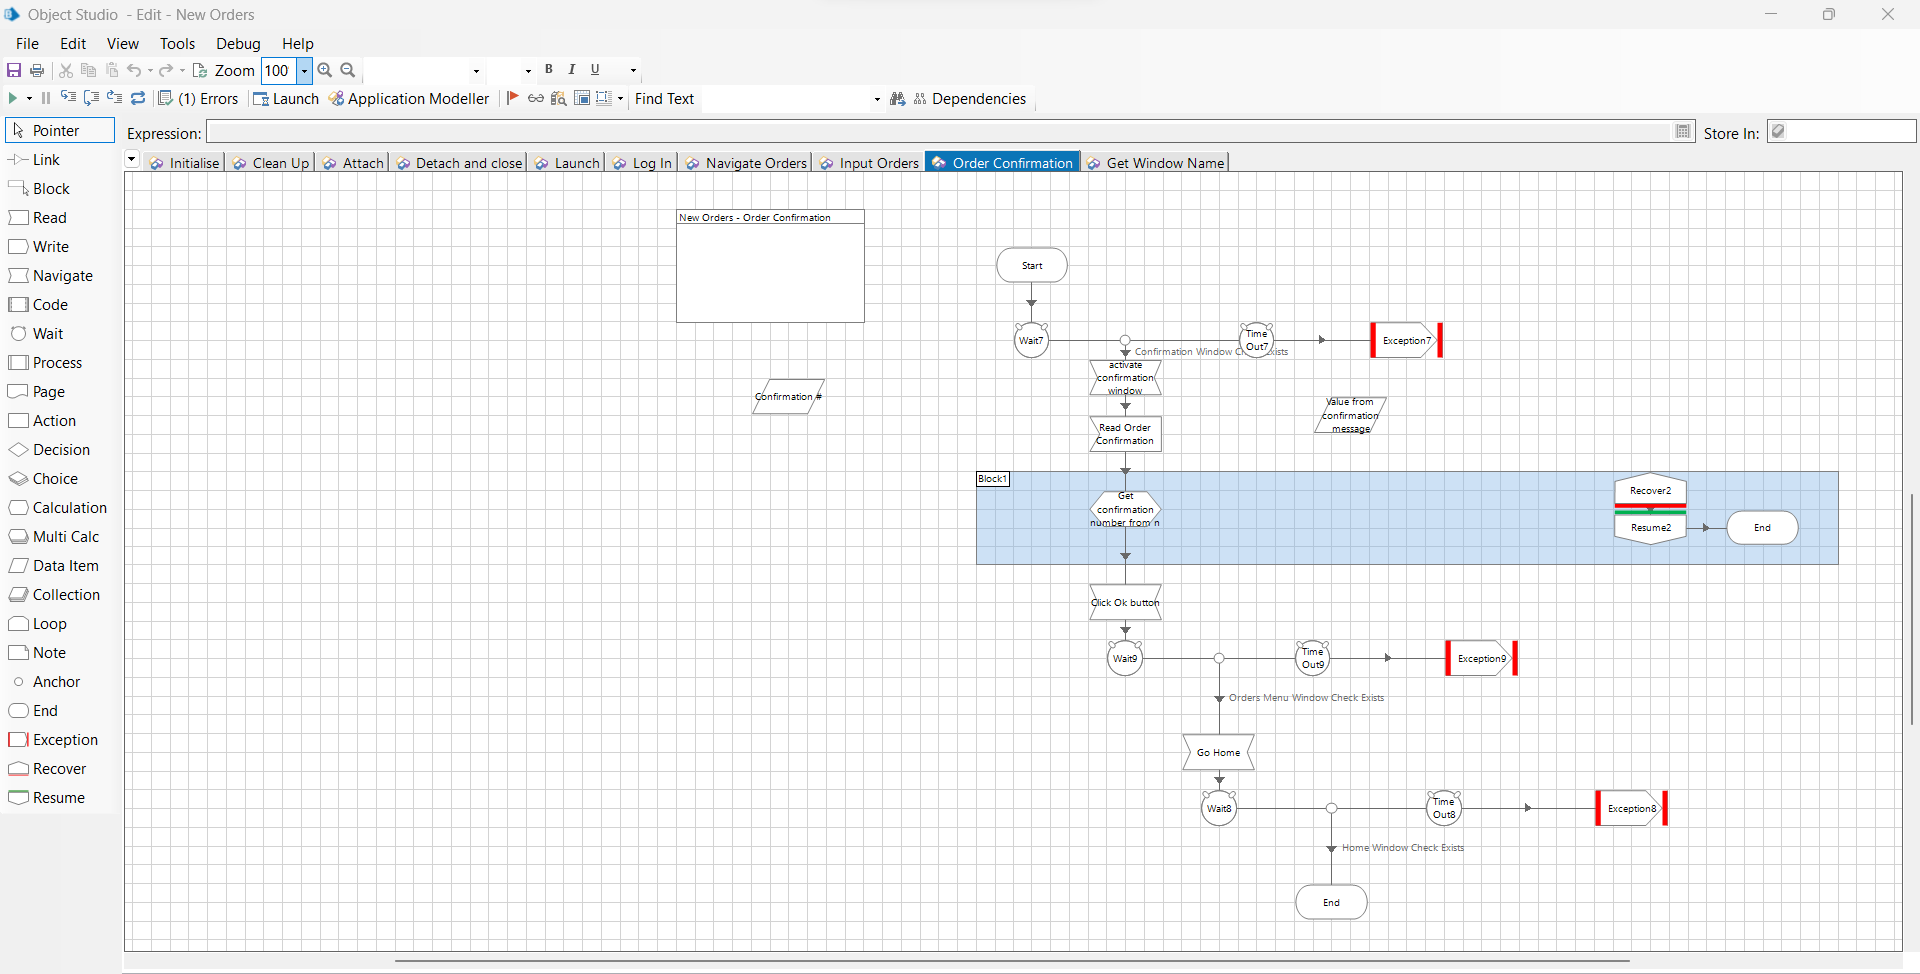 Object Studio - Edit - New Orders
File Edit View Tools Debug Help
Zoom 100 B I U
(1) Errors Launch Application Modeller Find Text Dependencies
Expression: Store In:
Initialise Clean Up Attach Detach and close Launch Log In Navigate Orders Input Orders Order Confirmation Get Window Name
Pointer
Link
Block
Read
Write
Navigate
Code
Wait
Process
Page
Action
Decision
Choice
Calculation
Multi Calc
Data Item
Collection
Loop
Note
Anchor
End
Exception
Recover
Resume
New Orders - Order Confirmation
Start
Wait7
Time
Out7
Exception7
Confirmation Window Ch Exists
activate
confirmation
window
Confirmation #
Value from
confirmation
message
Read Order
Confirmation
Block1
Get
confirmation
number from n
Recover2
Resume2
End
Click Ok button
Wait9
Time
Out9
Exception9
Orders Menu Window Check Exists
Go Home
Wait8
Time
Out8
Exception8
Home Window Check Exists
End